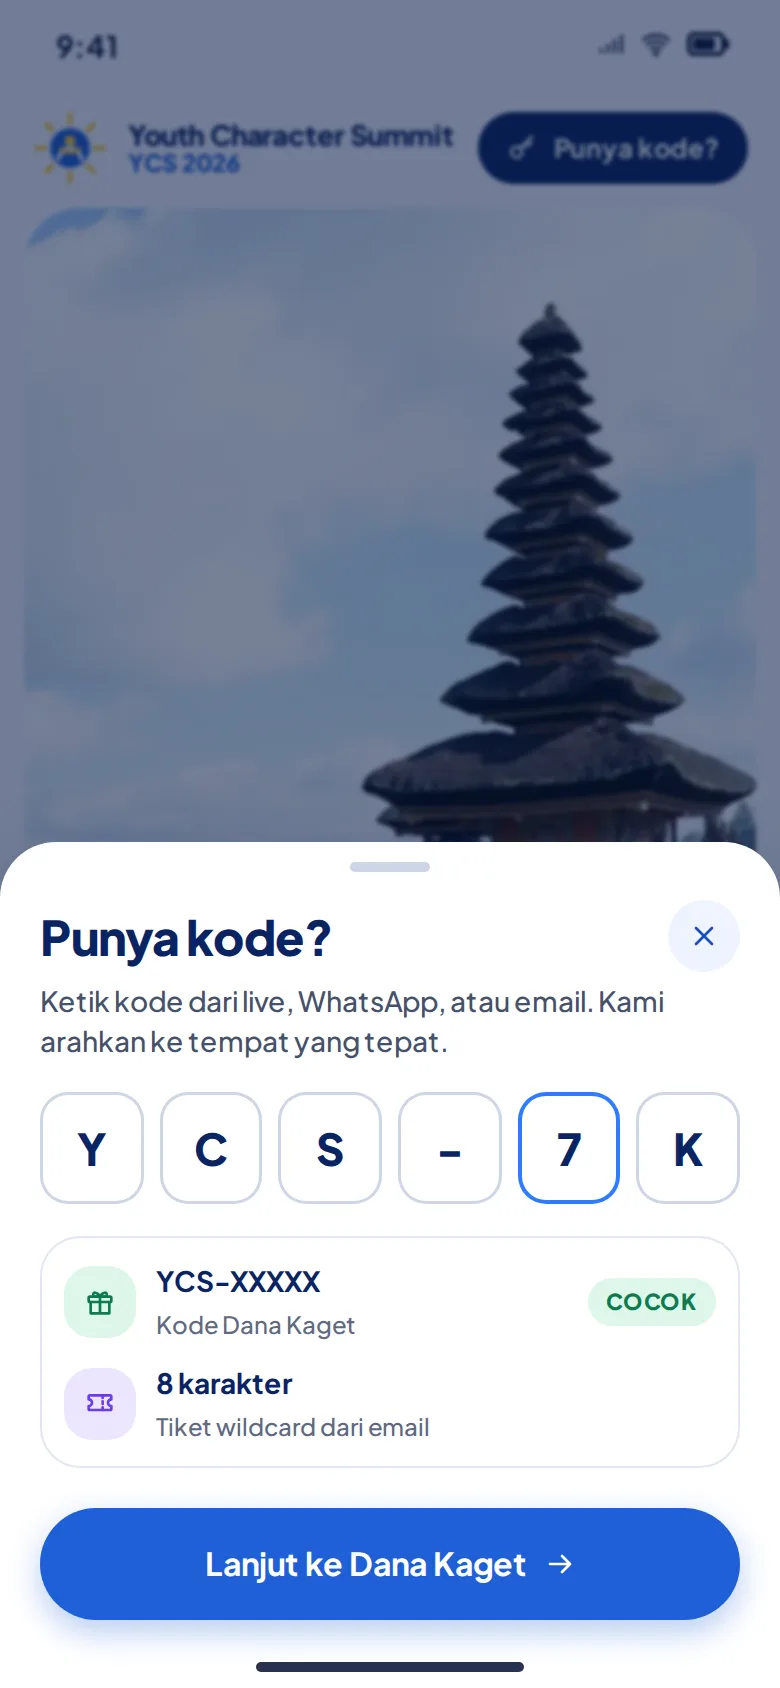 9:41
Youth Character Summit
YCS 2026
Punya kode?
Punya kode?
Ketik kode dari live, WhatsApp, atau email. Kami
arahkan ke tempat yang tepat.
Y C S - 7 K
YCS-XXXXX
Kode Dana Kaget
COCOK
8 karakter
Tiket wildcard dari email
Lanjut ke Dana Kaget →